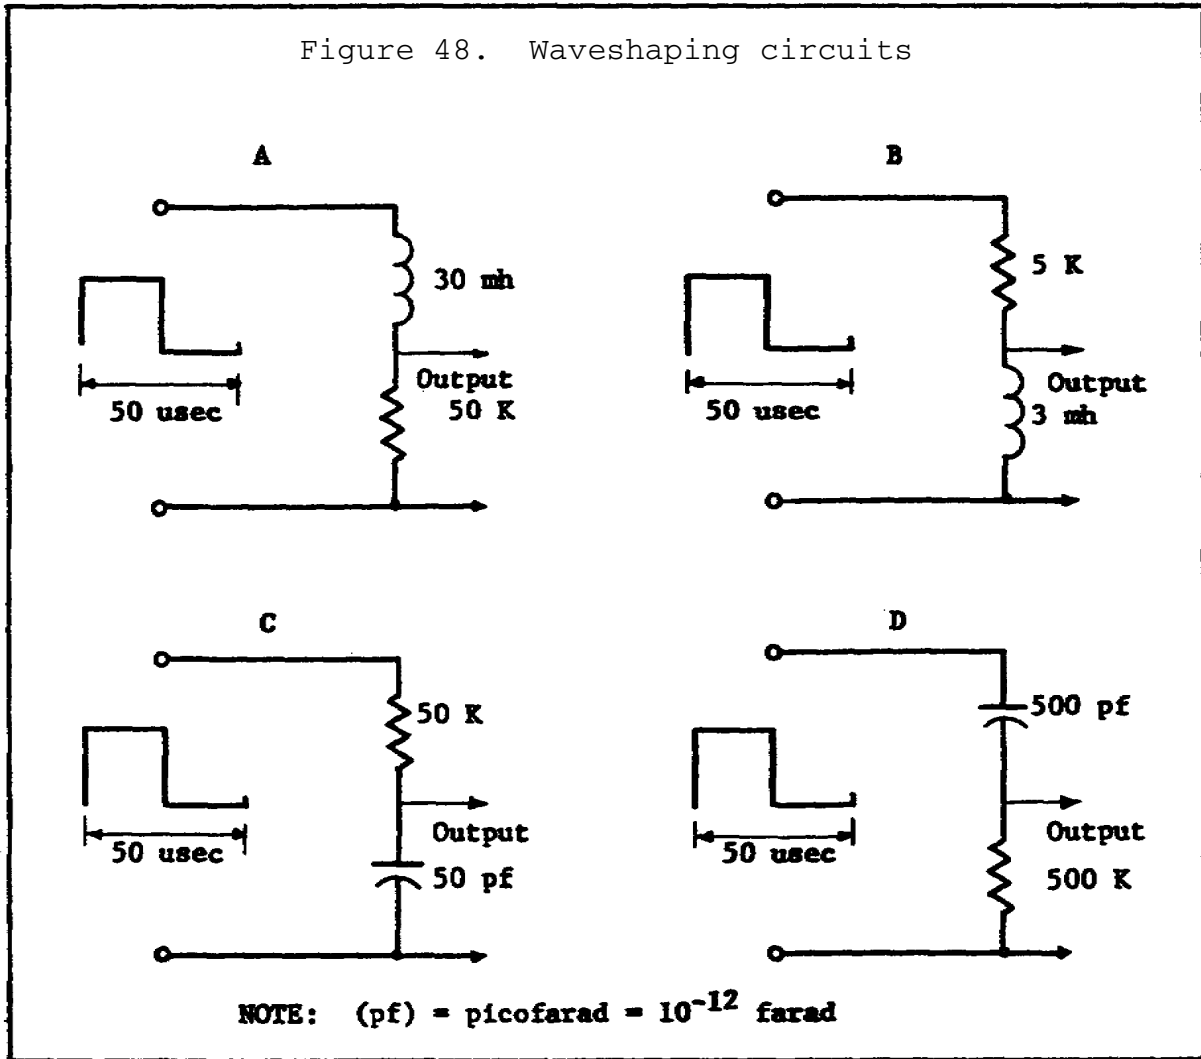 Figure 48.  Waveshaping circuits
A
30 mh
Output
50 K
50 usec
B
5 K
Output
3 mh
50 usec
C
50 K
Output
50 pf
50 usec
D
500 pf
Output
500 K
50 usec
NOTE:  (pf) = picofarad = 10⁻¹² farad